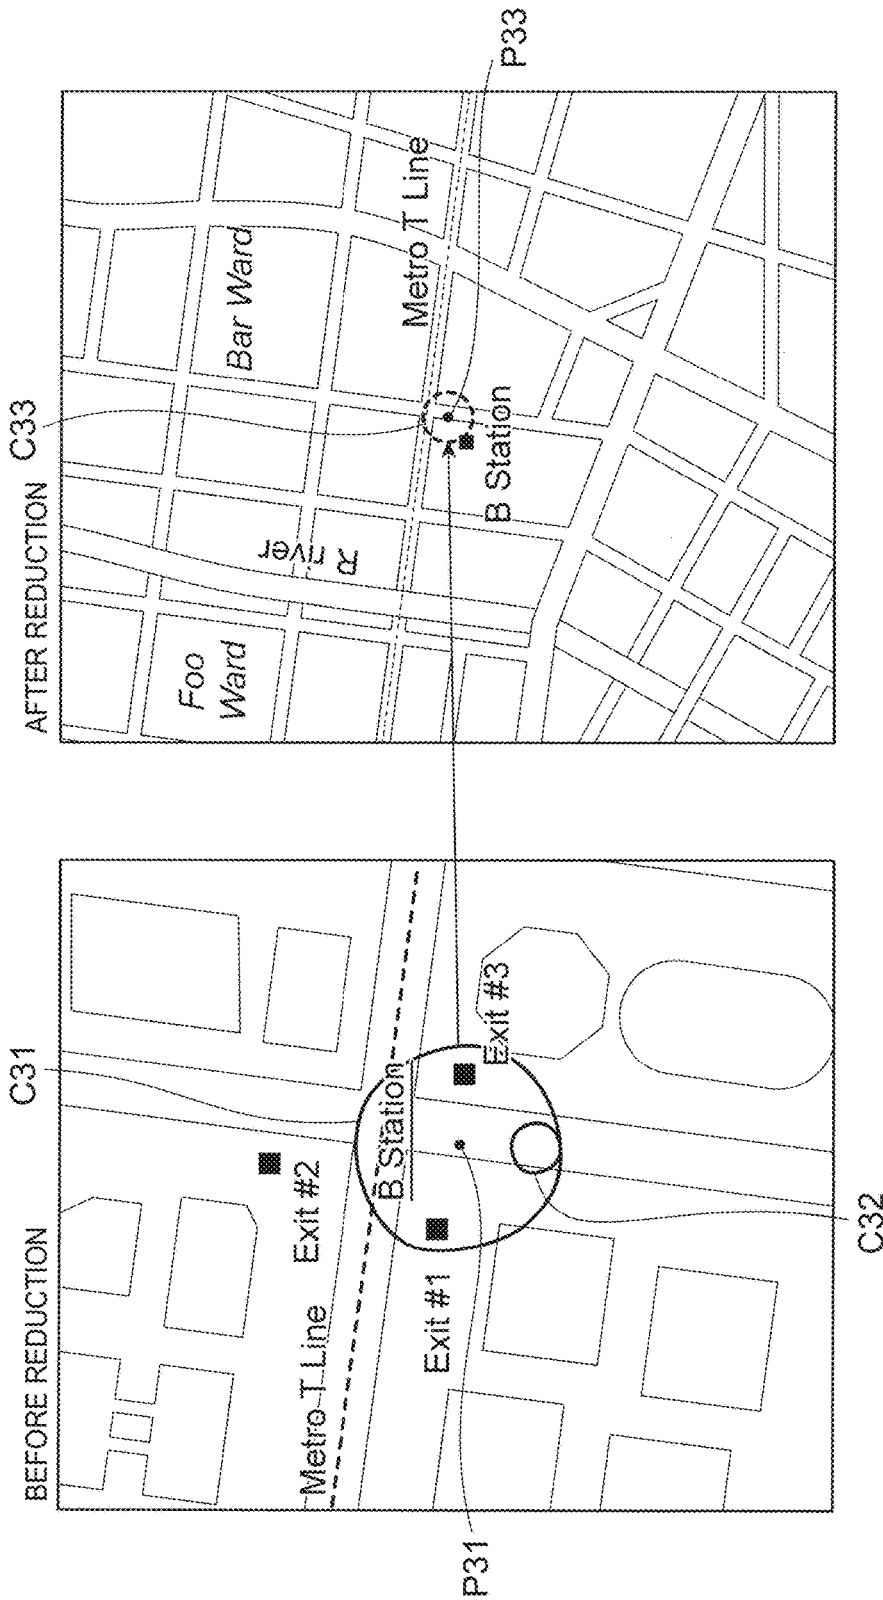 BEFORE REDUCTION
C31
Metro T Line
Exit #2
B Station
Exit #1
Exit #3
P31
C32
AFTER REDUCTION
C33
Foo
Ward
R river
Bar Ward
Metro T Line
B Station
P33